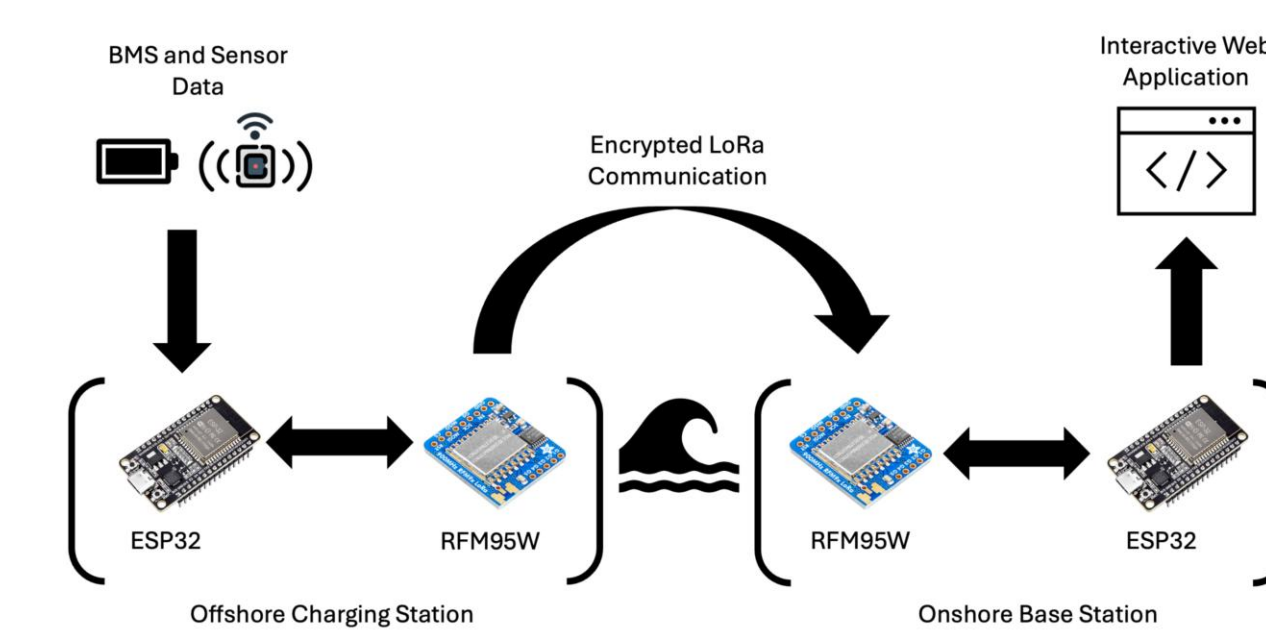 BMS and Sensor
Data
Interactive Web
Application
Encrypted LoRa
Communication
</>
ESP32
RFM95W
RFM95W
ESP32
Offshore Charging Station
Onshore Base Station